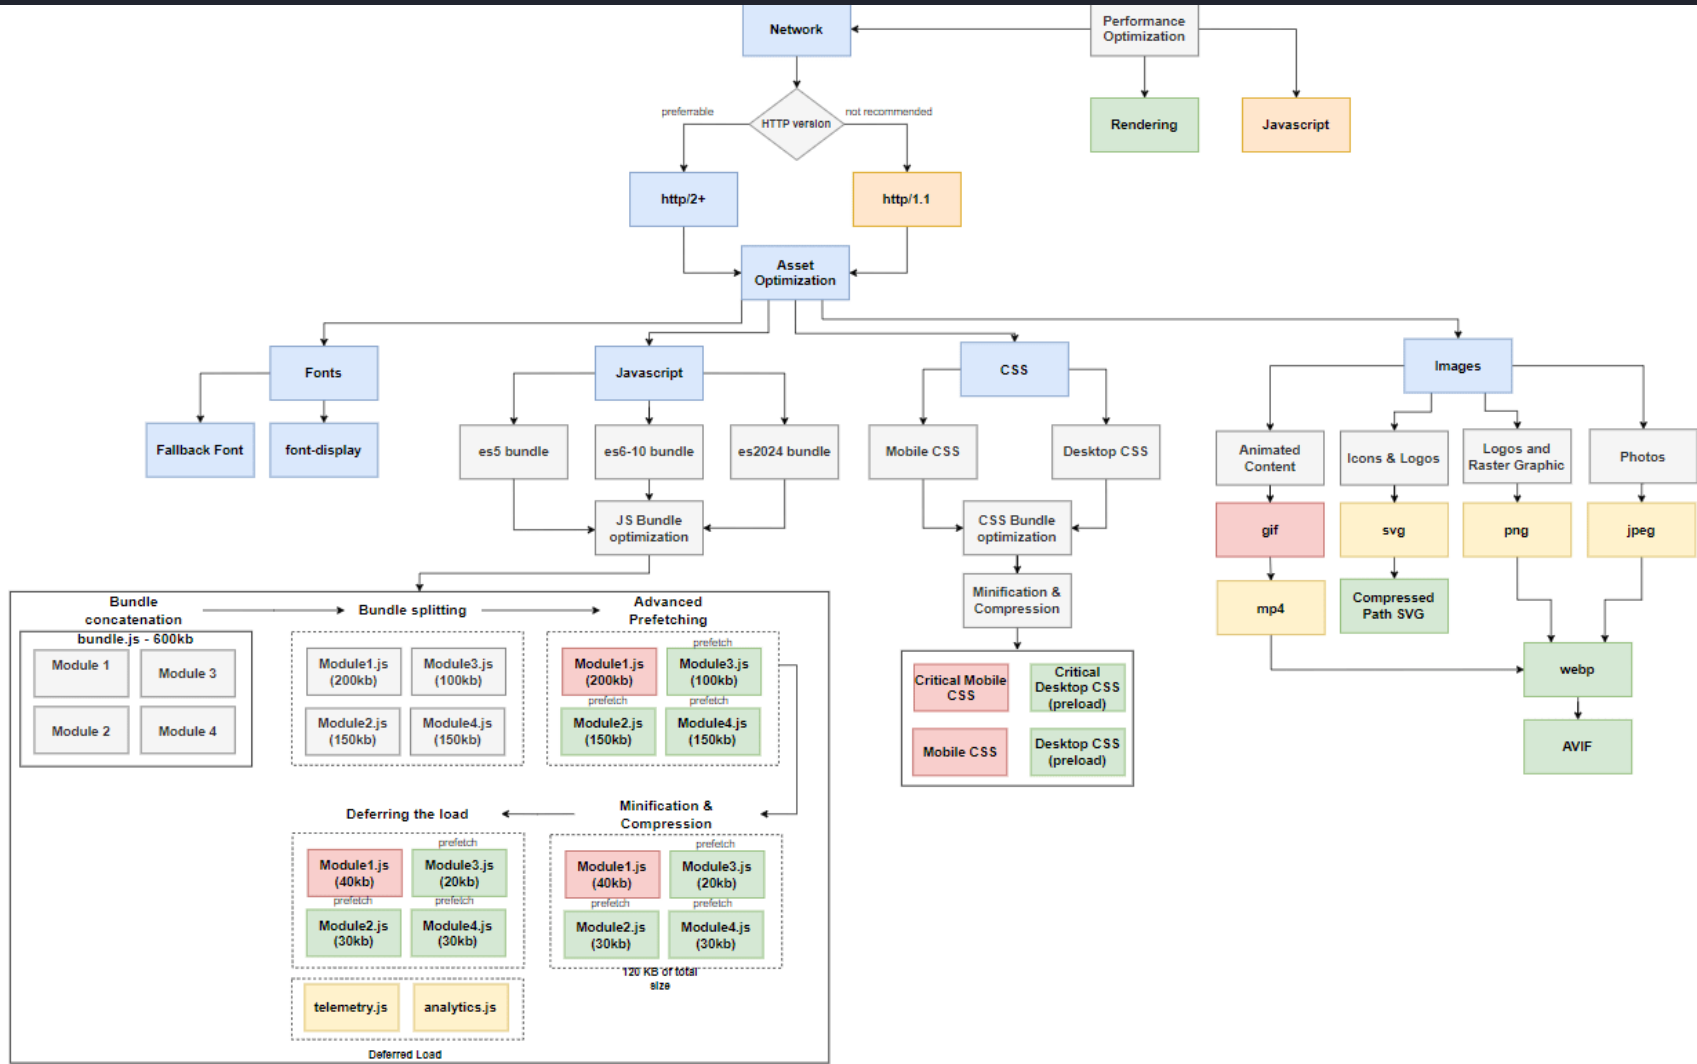 Network
Performance
Optimization
preferrable
HTTP version
not recommended
Rendering
Javascript
http/2+
http/1.1
Asset
Optimization
Fonts
Javascript
CSS
Images
Fallback Font
font-display
es5 bundle
es6-10 bundle
es2024 bundle
Mobile CSS
Desktop CSS
Animated
Content
Icons & Logos
Logos and
Raster Graphic
Photos
JS Bundle
optimization
CSS Bundle
optimization
gif
svg
png
jpeg
Minification &
Compression
mp4
Compressed
Path SVG
webp
AVIF
Critical Mobile
CSS
Critical
Desktop CSS
(preload)
Mobile CSS
Desktop CSS
(preload)
Bundle
concatenation
Bundle splitting
Advanced
Prefetching
bundle.js - 600kb
Module 1
Module 3
Module 2
Module 4
Module1.js
(200kb)
Module3.js
(100kb)
Module2.js
(150kb)
Module4.js
(150kb)
prefetch
Module1.js
(200kb)
Module3.js
(100kb)
prefetch
prefetch
Module2.js
(150kb)
Module4.js
(150kb)
Deferring the load
Minification &
Compression
prefetch
Module1.js
(40kb)
Module3.js
(20kb)
prefetch
prefetch
Module2.js
(30kb)
Module4.js
(30kb)
prefetch
Module1.js
(40kb)
Module3.js
(20kb)
prefetch
prefetch
Module2.js
(30kb)
Module4.js
(30kb)
120 KB of total
size
telemetry.js
analytics.js
Deferred Load